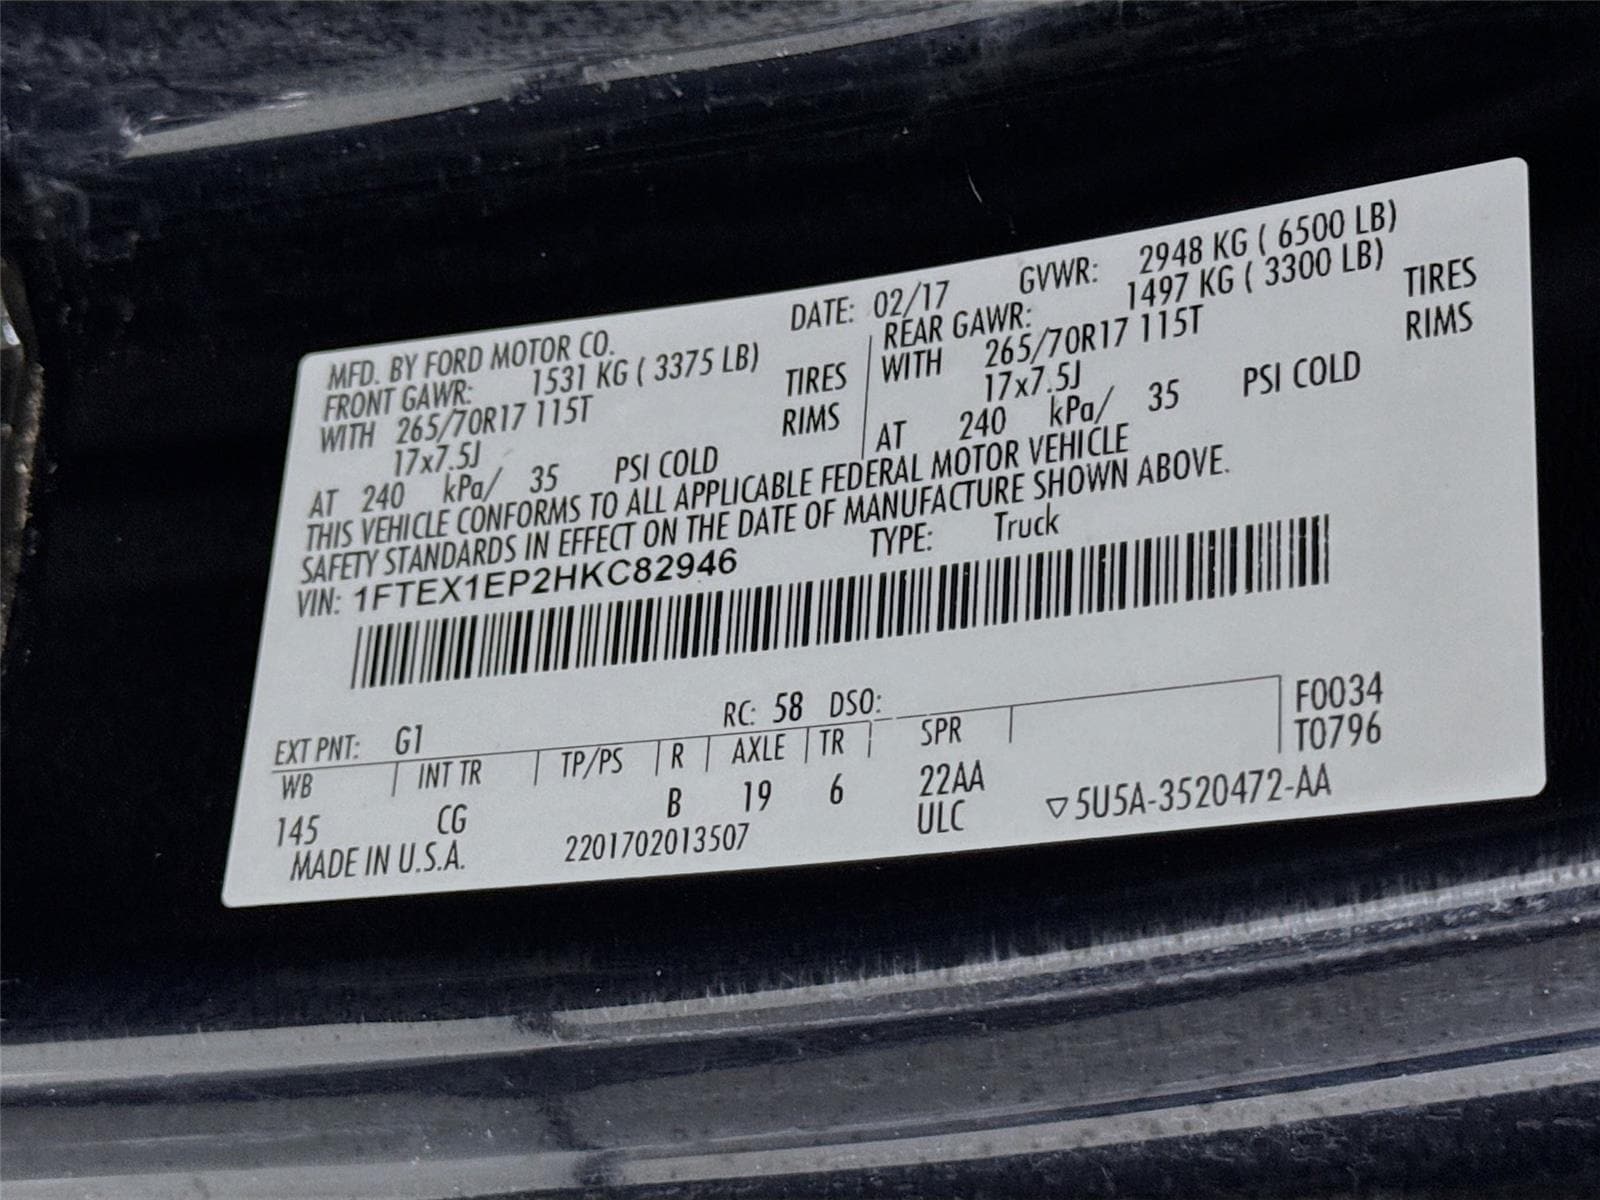 MFD. BY FORD MOTOR CO. DATE: 02/17 GVWR: 2948 KG ( 6500 LB)
FRONT GAWR: 1531 KG ( 3375 LB) REAR GAWR: 1497 KG ( 3300 LB)
WITH 265/70R17 115T TIRES WITH 265/70R17 115T TIRES
17x7.5J RIMS 17x7.5J RIMS
AT 240 kPa/ 35 PSI COLD AT 240 kPa/ 35 PSI COLD
THIS VEHICLE CONFORMS TO ALL APPLICABLE FEDERAL MOTOR VEHICLE
SAFETY STANDARDS IN EFFECT ON THE DATE OF MANUFACTURE SHOWN ABOVE.
VIN: 1FTEX1EP2HKC82946 TYPE: Truck
EXT PNT: G1 RC: 58 DSO: F0034
WB INT TR TP/PS R AXLE TR SPR T0796
145 CG B 19 6 22AA
MADE IN U.S.A. 2201702013507 ULC ▽5U5A-3520472-AA